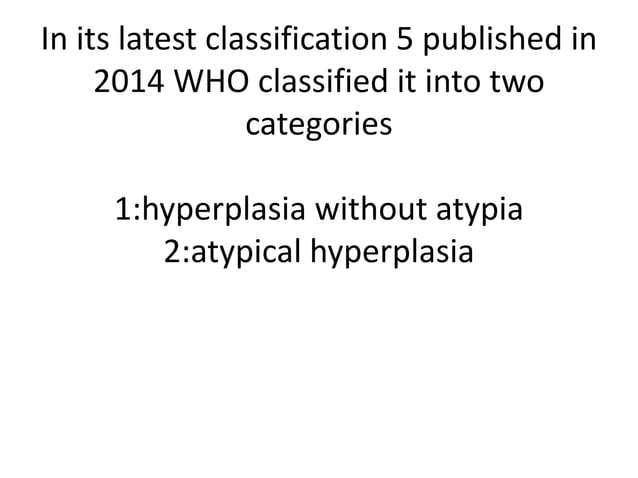 In its latest classification 5 published in
2014 WHO classified it into two
categories
1:hyperplasia without atypia
2:atypical hyperplasia